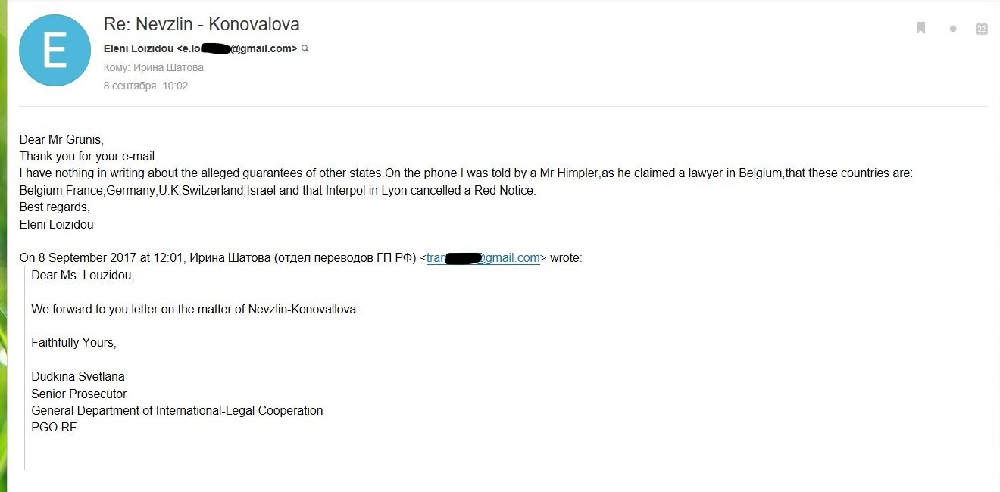 E
Re: Nevzlin - Konovalova
22
Eleni Loizidou <e.lo @gmail.com>
Кому: Ирина Шатова
8 сентября, 10:02
Dear Mr Grunis,
Thank you for your e-mail.
I have nothing in writing about the alleged guarantees of other states.On the phone I was told by a Mr Himpler,as he claimed a lawyer in Belgium,that these countries are:
Belgium,France,Germany,U.K,Switzerland,Israel and that Interpol in Lyon cancelled a Red Notice.
Best regards,
Eleni Loizidou
On 8 September 2017 at 12:01, Ирина Шатова (отдел переводов ГП РФ) <tran @gmail.com> wrote:
Dear Ms. Louzidou,
We forward to you letter on the matter of Nevzlin-Konovallova.
Faithfully Yours,
Dudkina Svetlana
Senior Prosecutor
General Department of International-Legal Cooperation
PGO RF